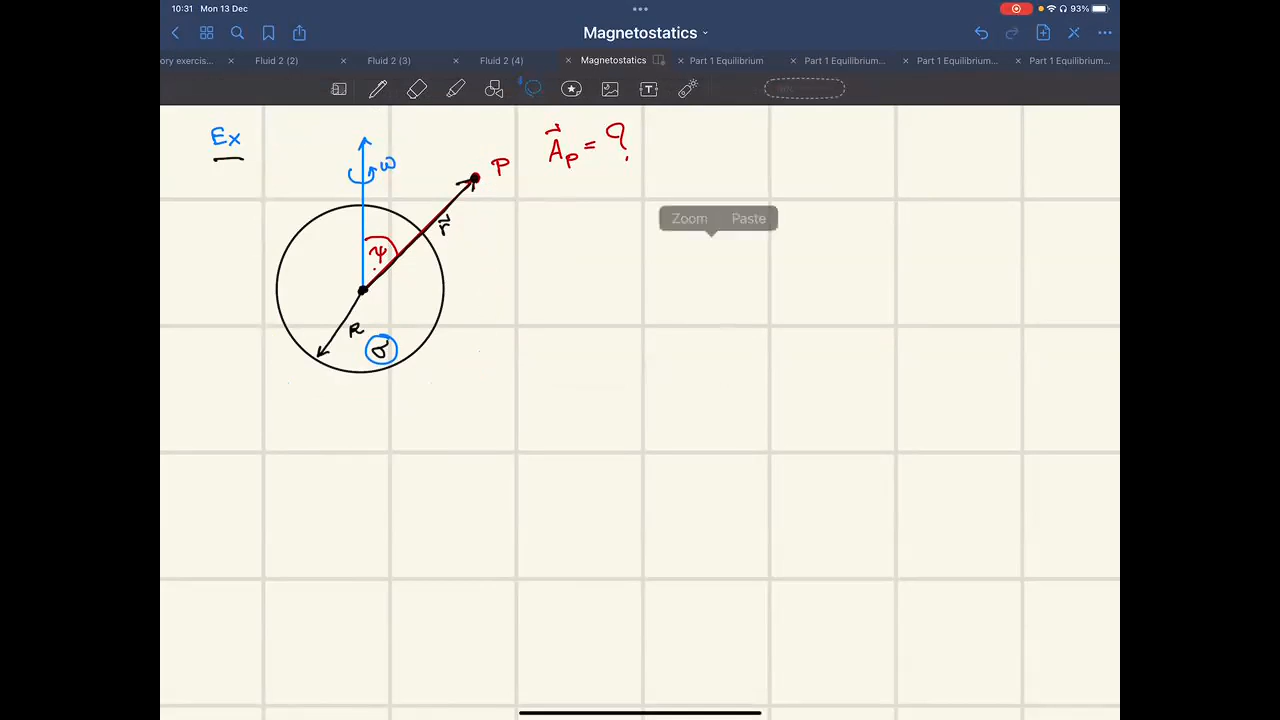 10:31 Mon 13 Dec
93%
Magnetostatics
ory exercis...
Fluid 2 (2)
Fluid 2 (3)
Fluid 2 (4)
Magnetostatics
Part 1 Equilibrium
Part 1 Equilibrium...
Part 1 Equilibrium...
Part 1 Equilibrium...
Ex
ω
P
A⃗_P = ?
Zoom Paste
r⃗
ψ
R
σ